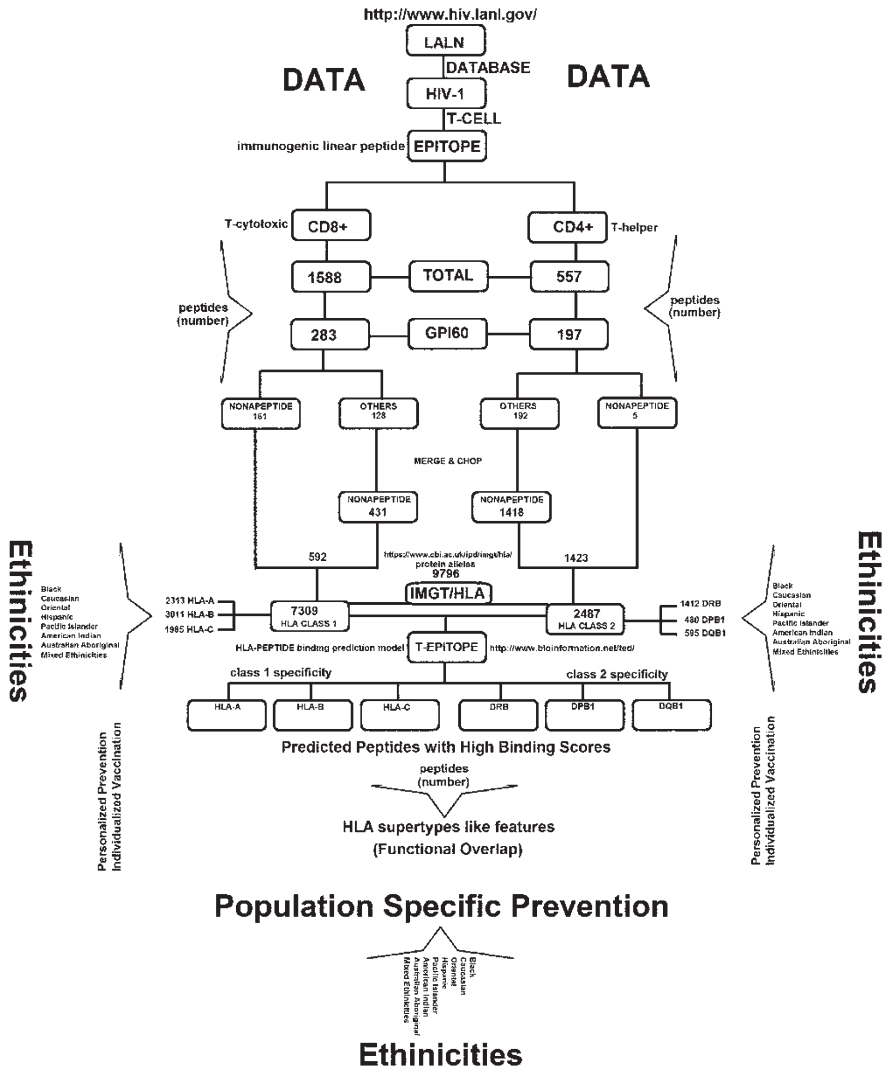 http://www.hiv.lanl.gov/
LALN
DATA
DATABASE
DATA
HIV-1
T-CELL
immunogenic linear peptide
EPITOPE
T-cytotoxic
CD8+
CD4+
T-helper
1588
TOTAL
557
peptides
(number)
peptides
(number)
283
GPI60
197
NONAPEPTIDE
161
OTHERS
128
OTHERS
192
NONAPEPTIDE
5
MERGE & CHOP
NONAPEPTIDE
431
NONAPEPTIDE
1418
592
https://www.ebi.ac.uk/ipd/imgt/hla/
1423
protein alleles
9796
IMGT/HLA
Ethinicities
Black
Caucasian
Oriental
Hispanic
Pacific Islander
American Indian
Australian Aboriginal
Mixed Ethinicities
2313 HLA-A
3011 HLA-B
1985 HLA-C
7309
HLA CLASS 1
2487
HLA CLASS 2
1412 DRB
480 DPB1
595 DQB1
Black
Caucasian
Oriental
Hispanic
Pacific Islander
American Indian
Australian Aboriginal
Mixed Ethinicities
Ethinicities
HLA-PEPTIDE binding prediction model
T-EPITOPE
http://www.bioinformation.net/ted/
class 1 specificity
class 2 specificity
HLA-A
HLA-B
HLA-C
DRB
DPB1
DQB1
Predicted Peptides with High Binding Scores
peptides
(number)
Personalized Prevention
Individualized Vaccination
Personalized Prevention
Individualized Vaccination
HLA supertypes like features
(Functional Overlap)
Population Specific Prevention
Black
Caucasian
Oriental
Hispanic
Pacific Islander
American Indian
Australian Aboriginal
Mixed Ethinicities
Ethinicities